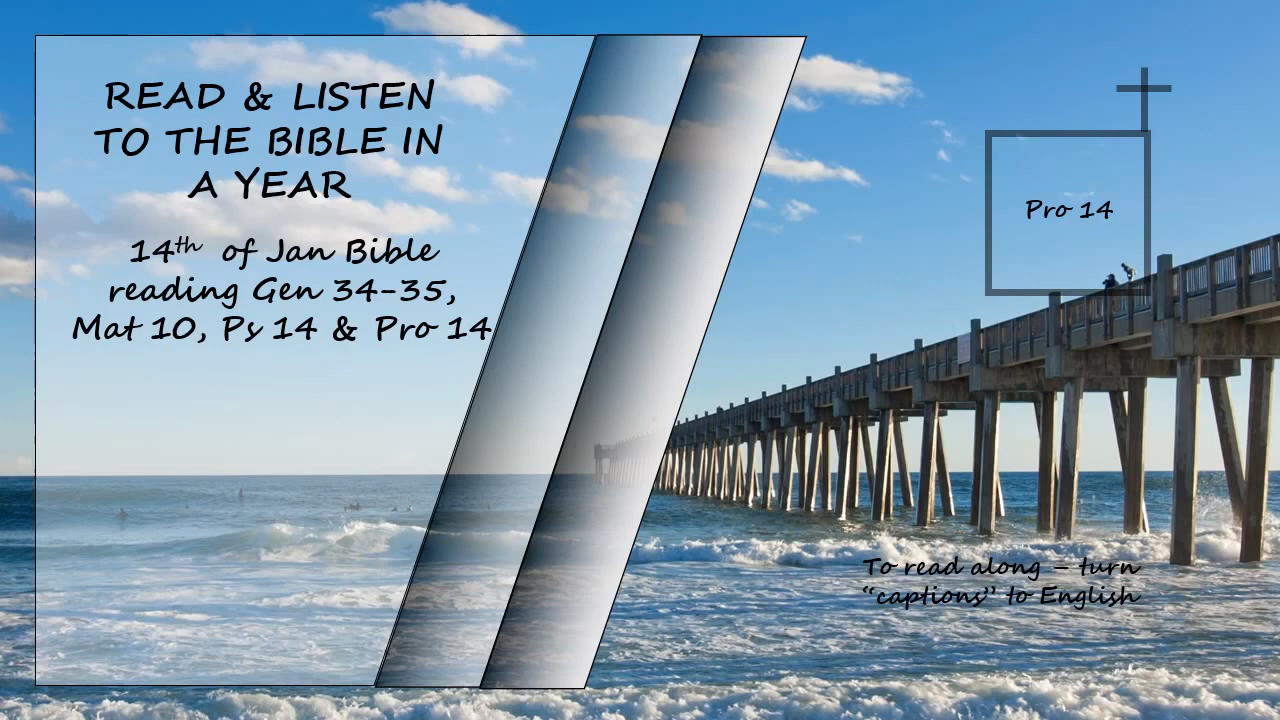 READ & LISTEN
TO THE BIBLE IN
A YEAR
14th of Jan Bible
reading Gen 34-35,
Mat 10, Ps 14 & Pro 14
Pro 14
To read along – turn
“captions” to English